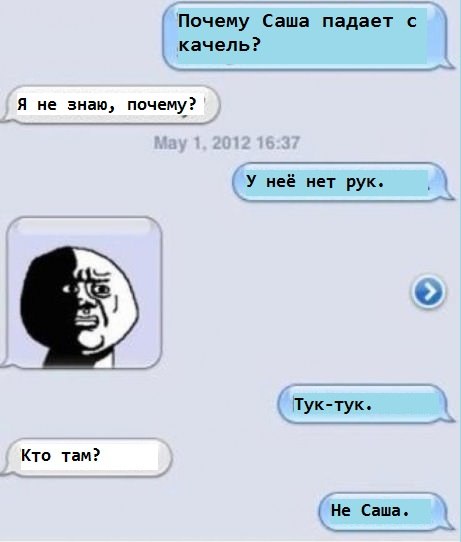 Почему Саша падает с
качель?
Я не знаю, почему?
May 1, 2012 16:37
У неё нет рук.
Тук-тук.
Кто там?
Не Саша.